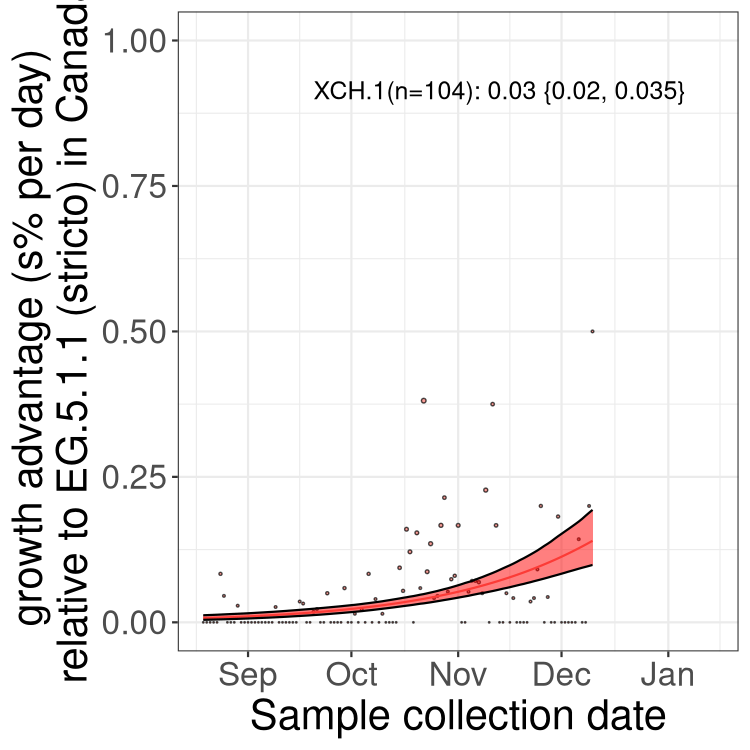 growth advantage (s% per day)
relative to EG.5.1.1 (stricto) in Canada
1.00
0.75
0.50
0.25
0.00
XCH.1(n=104): 0.03 {0.02, 0.035}
Sep Oct Nov Dec Jan
Sample collection date